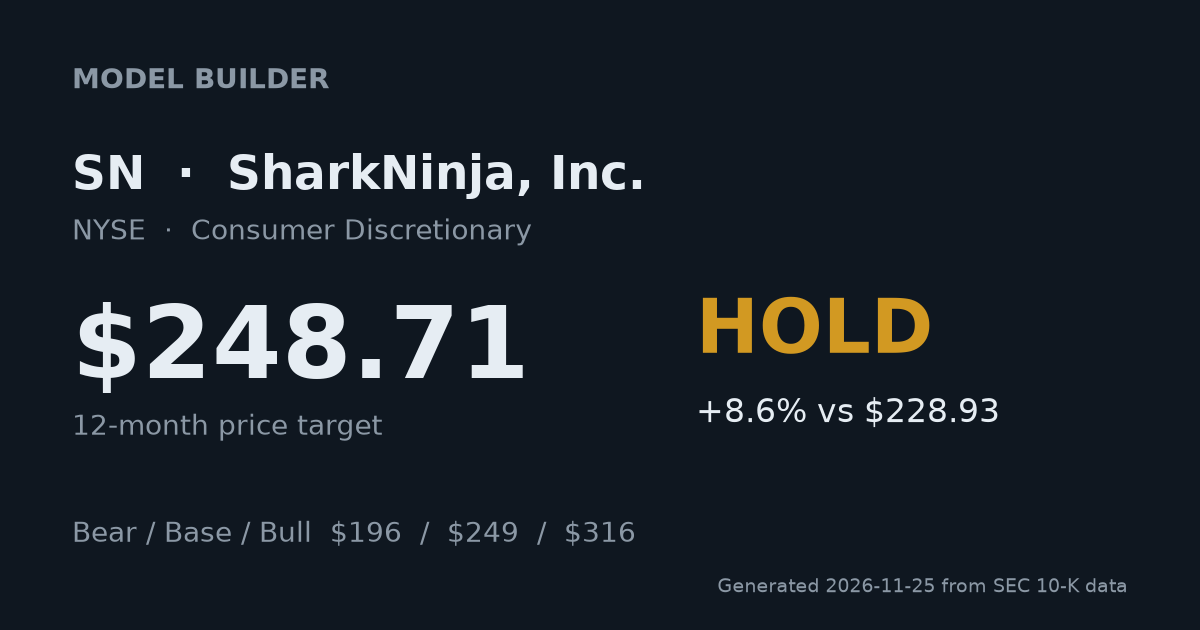 MODEL BUILDER
SN · SharkNinja, Inc.
NYSE · Consumer Discretionary
$248.71
12-month price target
HOLD
+8.6% vs $228.93
Bear / Base / Bull $196 / $249 / $316
Generated 2026-11-25 from SEC 10-K data